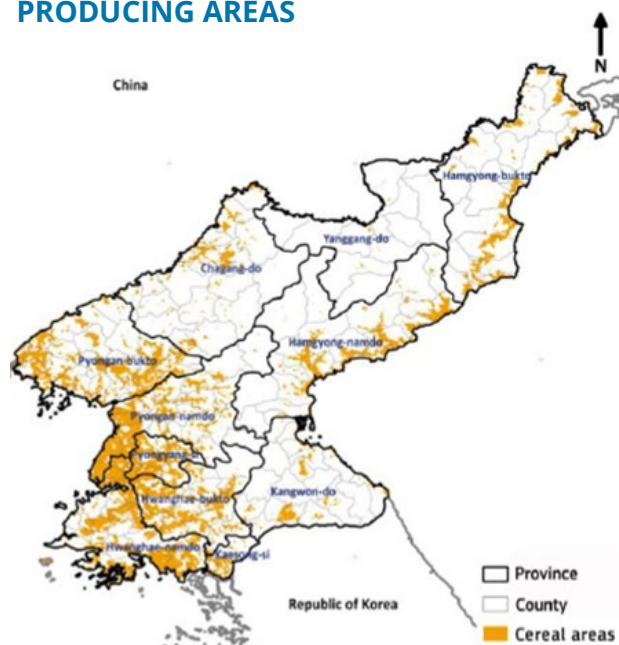 PRODUCING AREAS
N
China
Hamgyong-bukto
Yanggang-do
Chagang-do
Hamgyong-namdo
Pyongan-bukto
Pyongan-namdo
Pyongyang-si
Hwanghae-bukto
Kangwon-do
Hwanghae-namdo
Kaesong-si
Republic of Korea
Province
County
Cereal areas